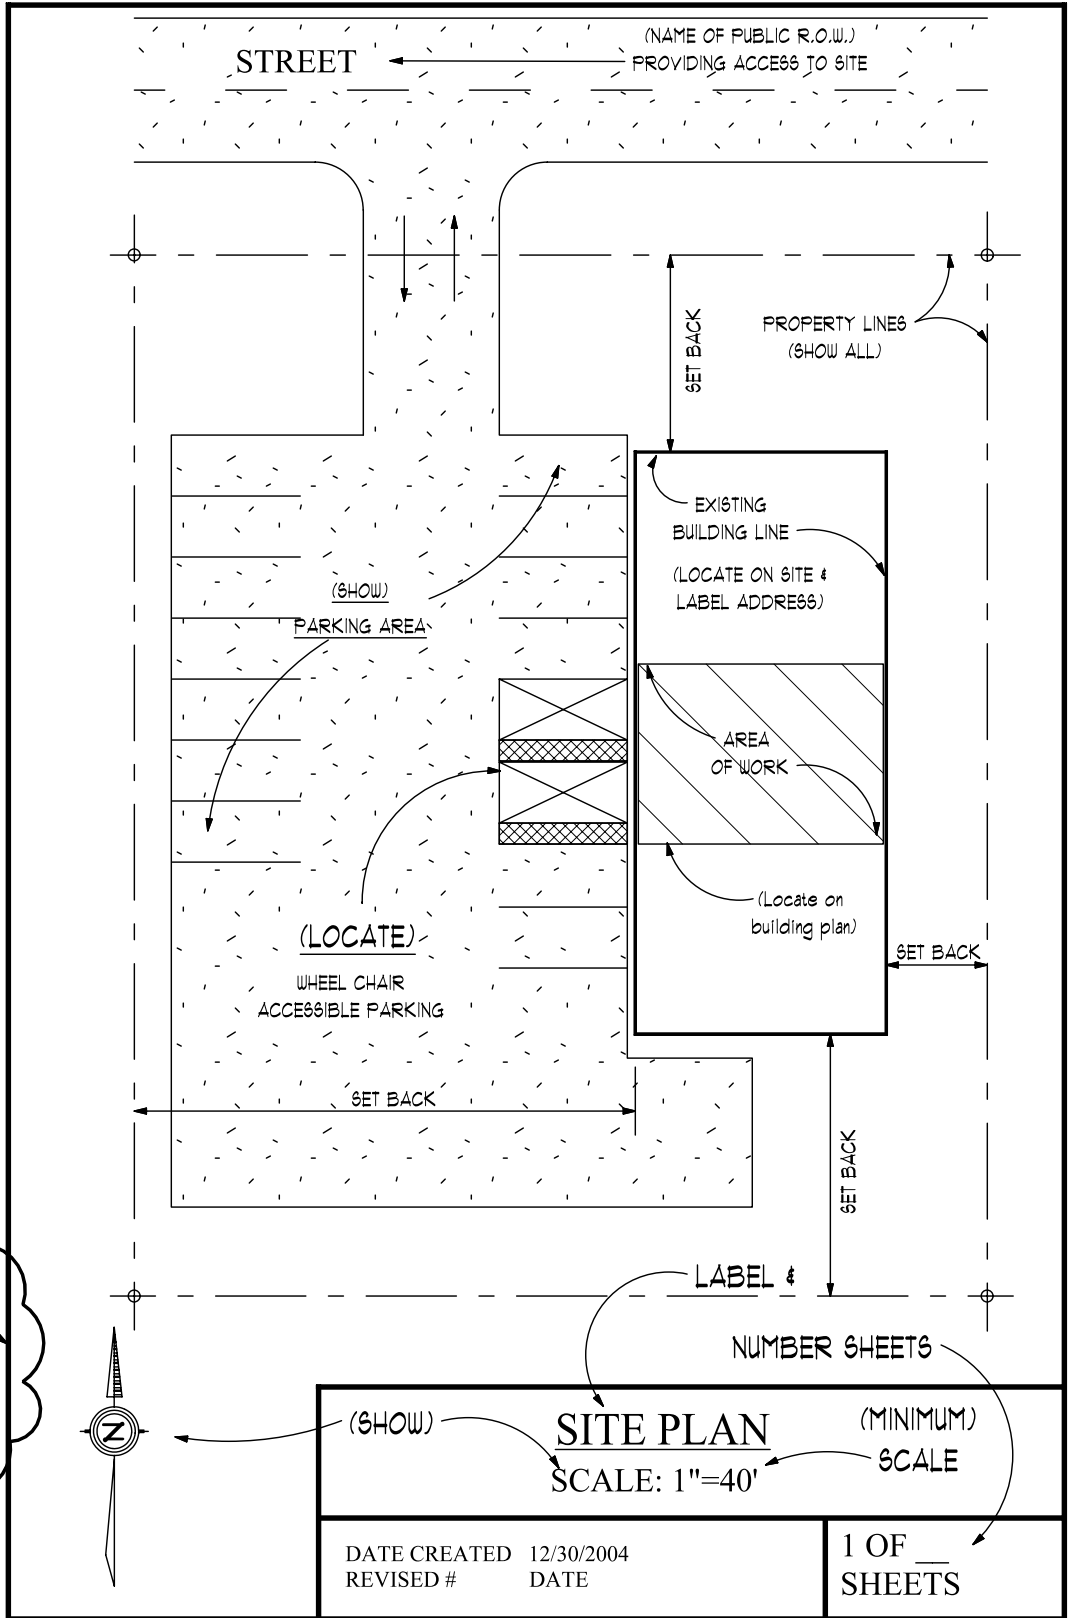 (NAME OF PUBLIC R.O.W.)
STREET
PROVIDING ACCESS TO SITE
SET BACK
PROPERTY LINES
(SHOW ALL)
EXISTING
BUILDING LINE
(LOCATE ON SITE &
LABEL ADDRESS)
(SHOW)
PARKING AREA
AREA
OF WORK
(Locate on
building plan)
(LOCATE)
WHEEL CHAIR
ACCESSIBLE PARKING
SET BACK
SET BACK
SET BACK
LABEL &
NUMBER SHEETS
(SHOW)
SITE PLAN
(MINIMUM)
SCALE
SCALE: 1"=40'
N
DATE CREATED 12/30/2004
REVISED # DATE
1 OF __
SHEETS